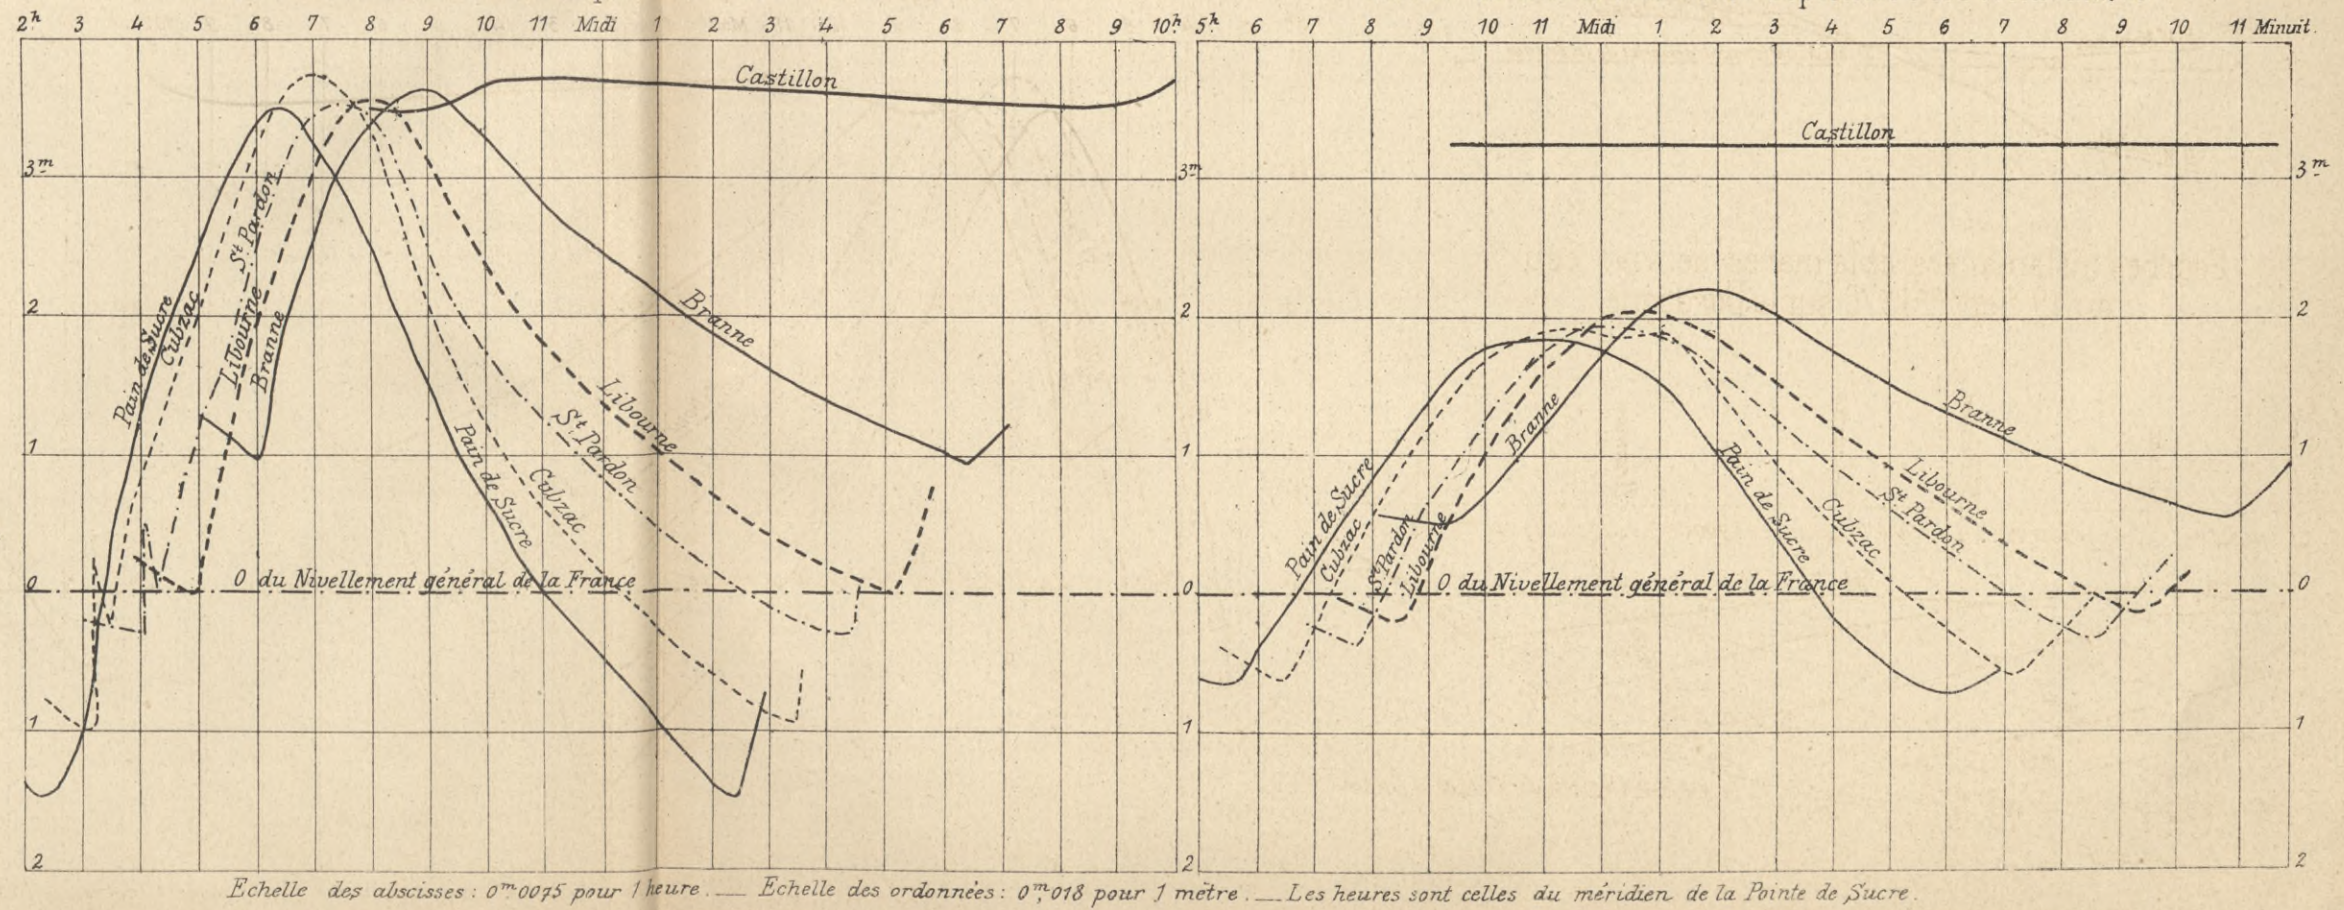 2ʰ 3 4 5 6 7 8 9 10 11 Midi 1 2 3 4 5 6 7 8 9 10ʰ
5ʰ 6 7 8 9 10 11 Midi 1 2 3 4 5 6 7 8 9 10 11 Minuit.
3ᵐ
2
1
0
1
2
3ᵐ
2
1
0
1
2
3ᵐ
2
1
0
1
2
Castillon
Pain de Sucre
Cubzac
Sᵗ Pardon
Libourne
Branne
Branne
Libourne
Sᵗ Pardon
Cubzac
Pain de Sucre
0 du Nivellement général de la France
Castillon
Pain de Sucre
Cubzac
Sᵗ Pardon
Libourne
Branne
Branne
Libourne
Sᵗ Pardon
Cubzac
Pain de Sucre
0 du Nivellement général de la France
Echelle des abscisses : 0ᵐ,0075 pour 1 heure. __ Echelle des ordonnées : 0ᵐ,018 pour 1 mètre. __ Les heures sont celles du méridien de la Pointe de Sucre.